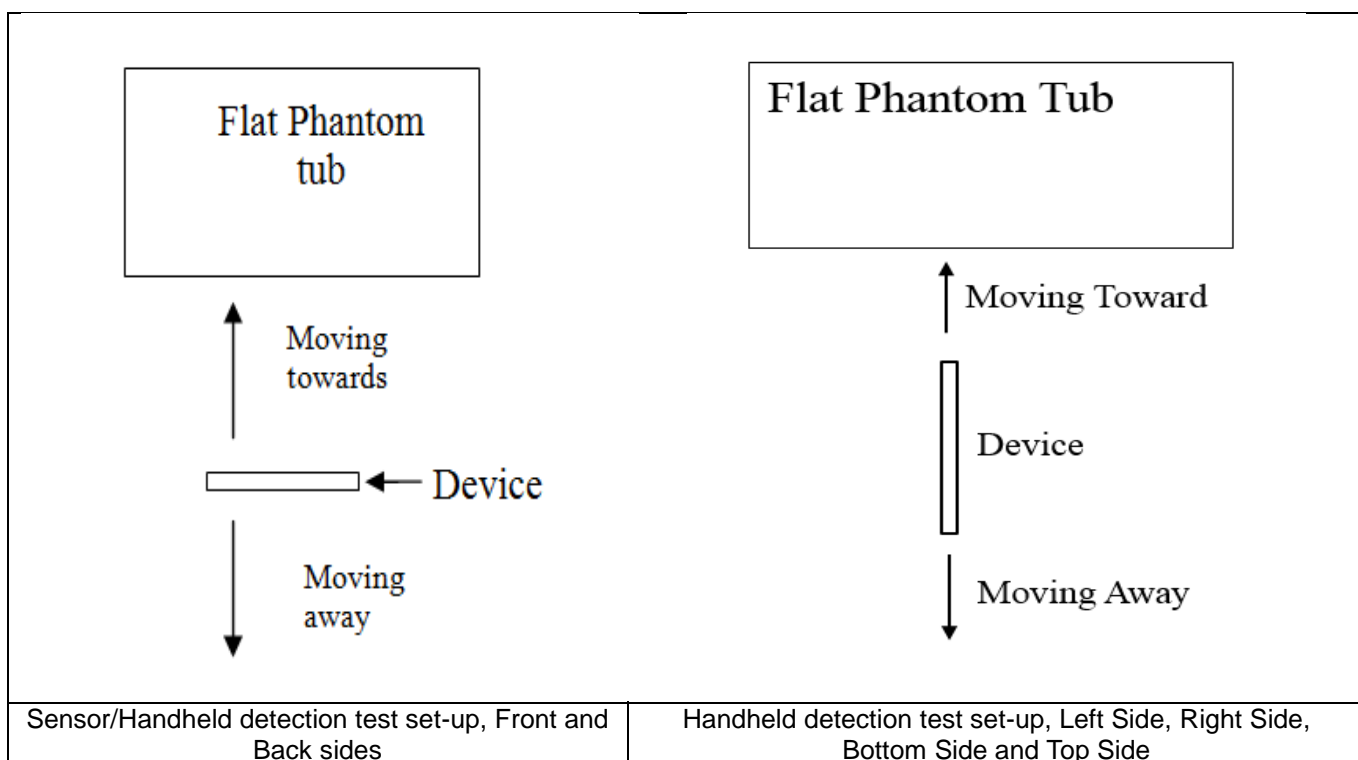 Flat Phantom
tub
Moving
towards
Device
Moving
away
Sensor/Handheld detection test set-up, Front and
Back sides
Flat Phantom Tub
Moving Toward
Device
Moving Away
Handheld detection test set-up, Left Side, Right Side,
Bottom Side and Top Side